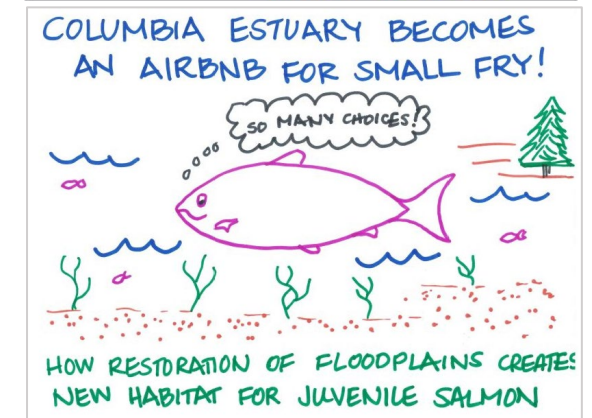 COLUMBIA ESTUARY BECOMES
AN AIRBNB FOR SMALL FRY!
SO MANY CHOICES!
HOW RESTORATION OF FLOODPLAINS CREATES
NEW HABITAT FOR JUVENILE SALMON